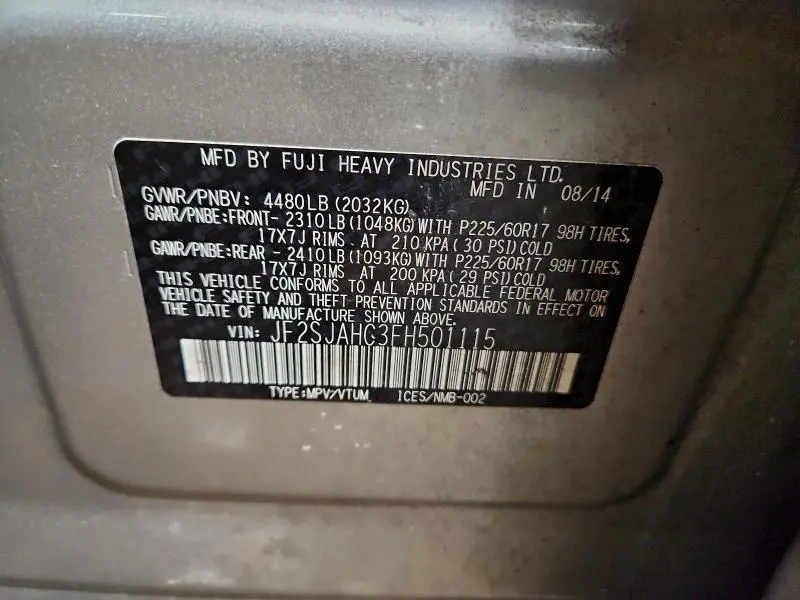 MFD BY FUJI HEAVY INDUSTRIES LTD.
MFD IN 08/14
GVWR/PNBV: 4480LB(2032KG)
GAWR/PNBE:FRONT-2310LB(1048KG)WITH P225/60R17 98H TIRES,
17X7J RIMS. AT 210KPA(30 PSI)COLD
GAWR/PNBE:REAR -2410LB(1093KG)WITH P225/60R17 98H TIRES,
17X7J RIMS. AT 200KPA(29 PSI)COLD
THIS VEHICLE CONFORMS TO ALL APPLICABLE FEDERAL MOTOR
VEHICLE SAFETY AND THEFT PREVENTION STANDARDS IN EFFECT ON
THE DATE OF MANUFACTURE SHOWN ABOVE.
VIN: JF2SJAHC3FH501115
TYPE:MPV/VTUM ICES/NMB-002